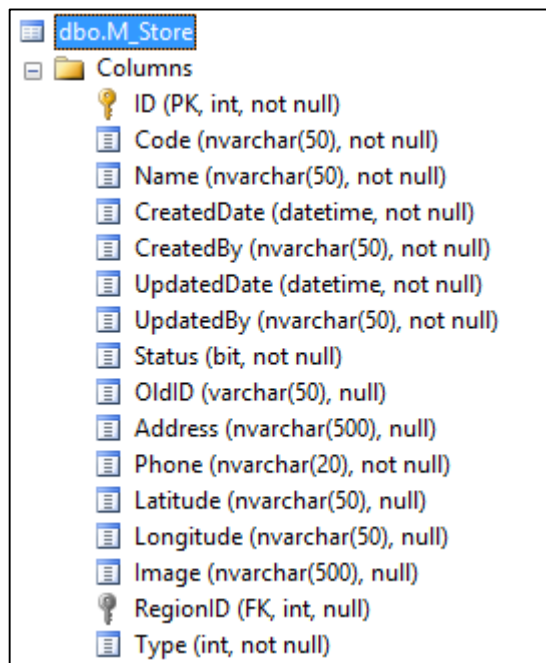 dbo.M_Store
Columns
ID (PK, int, not null)
Code (nvarchar(50), not null)
Name (nvarchar(50), not null)
CreatedDate (datetime, not null)
CreatedBy (nvarchar(50), not null)
UpdatedDate (datetime, not null)
UpdatedBy (nvarchar(50), not null)
Status (bit, not null)
OldID (varchar(50), null)
Address (nvarchar(500), null)
Phone (nvarchar(20), not null)
Latitude (nvarchar(50), null)
Longitude (nvarchar(50), null)
Image (nvarchar(500), null)
RegionID (FK, int, null)
Type (int, not null)